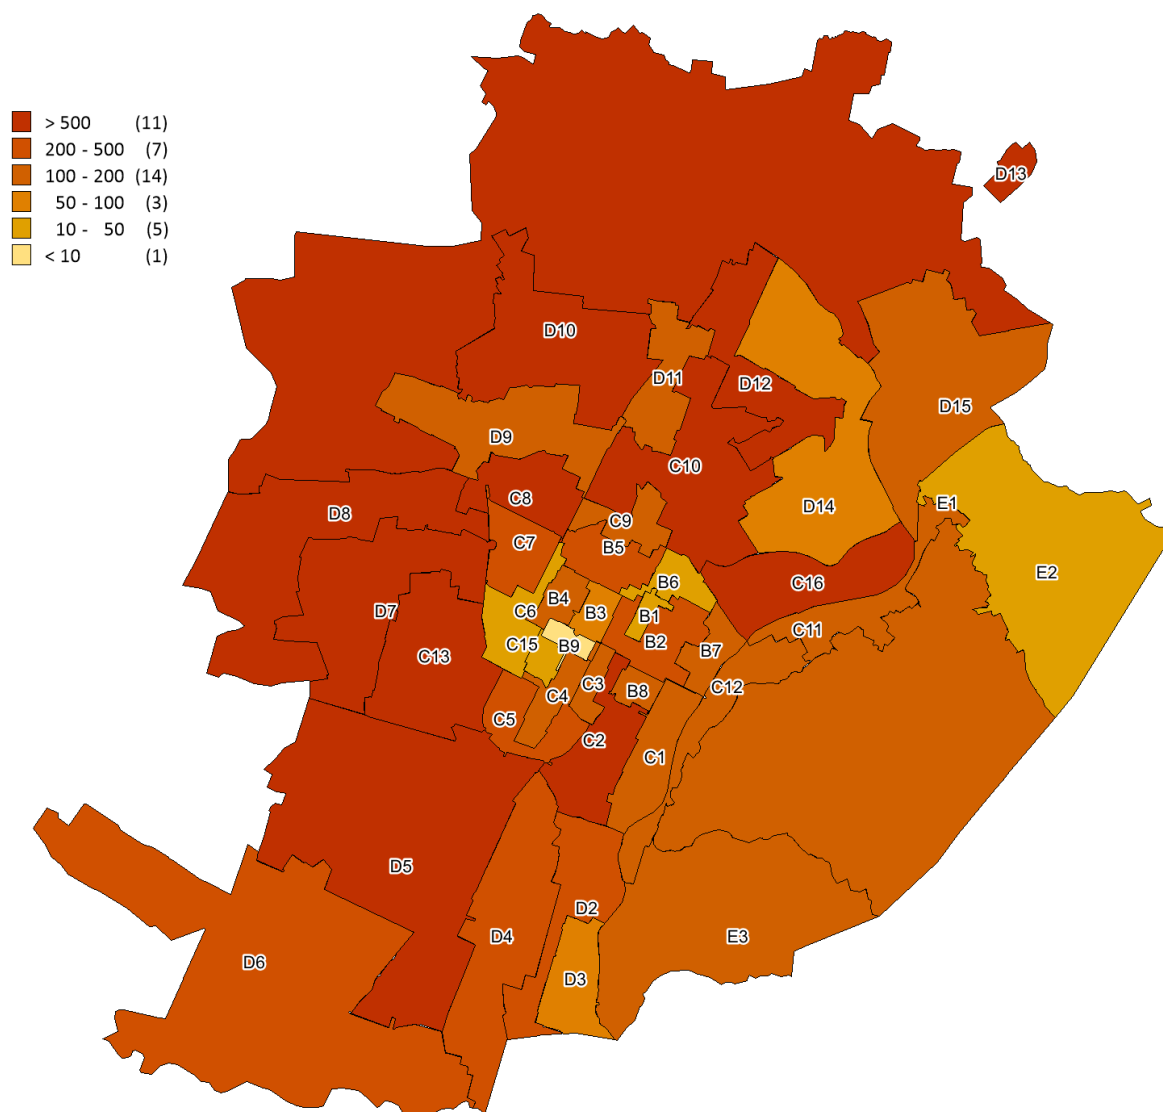 > 500 (11)
200 - 500 (7)
100 - 200 (14)
50 - 100 (3)
10 - 50 (5)
< 10 (1)
D13
D10
D11
D12
D15
D9
C10
C8
D8
D14
E1
C9
C7
B5
E2
B6
C16
B4
D7
C6
B3
B1
C11
B2
C15
B9
B7
C13
C3
C12
B8
C4
C5
C2
C1
D5
D2
D4
E3
D6
D3